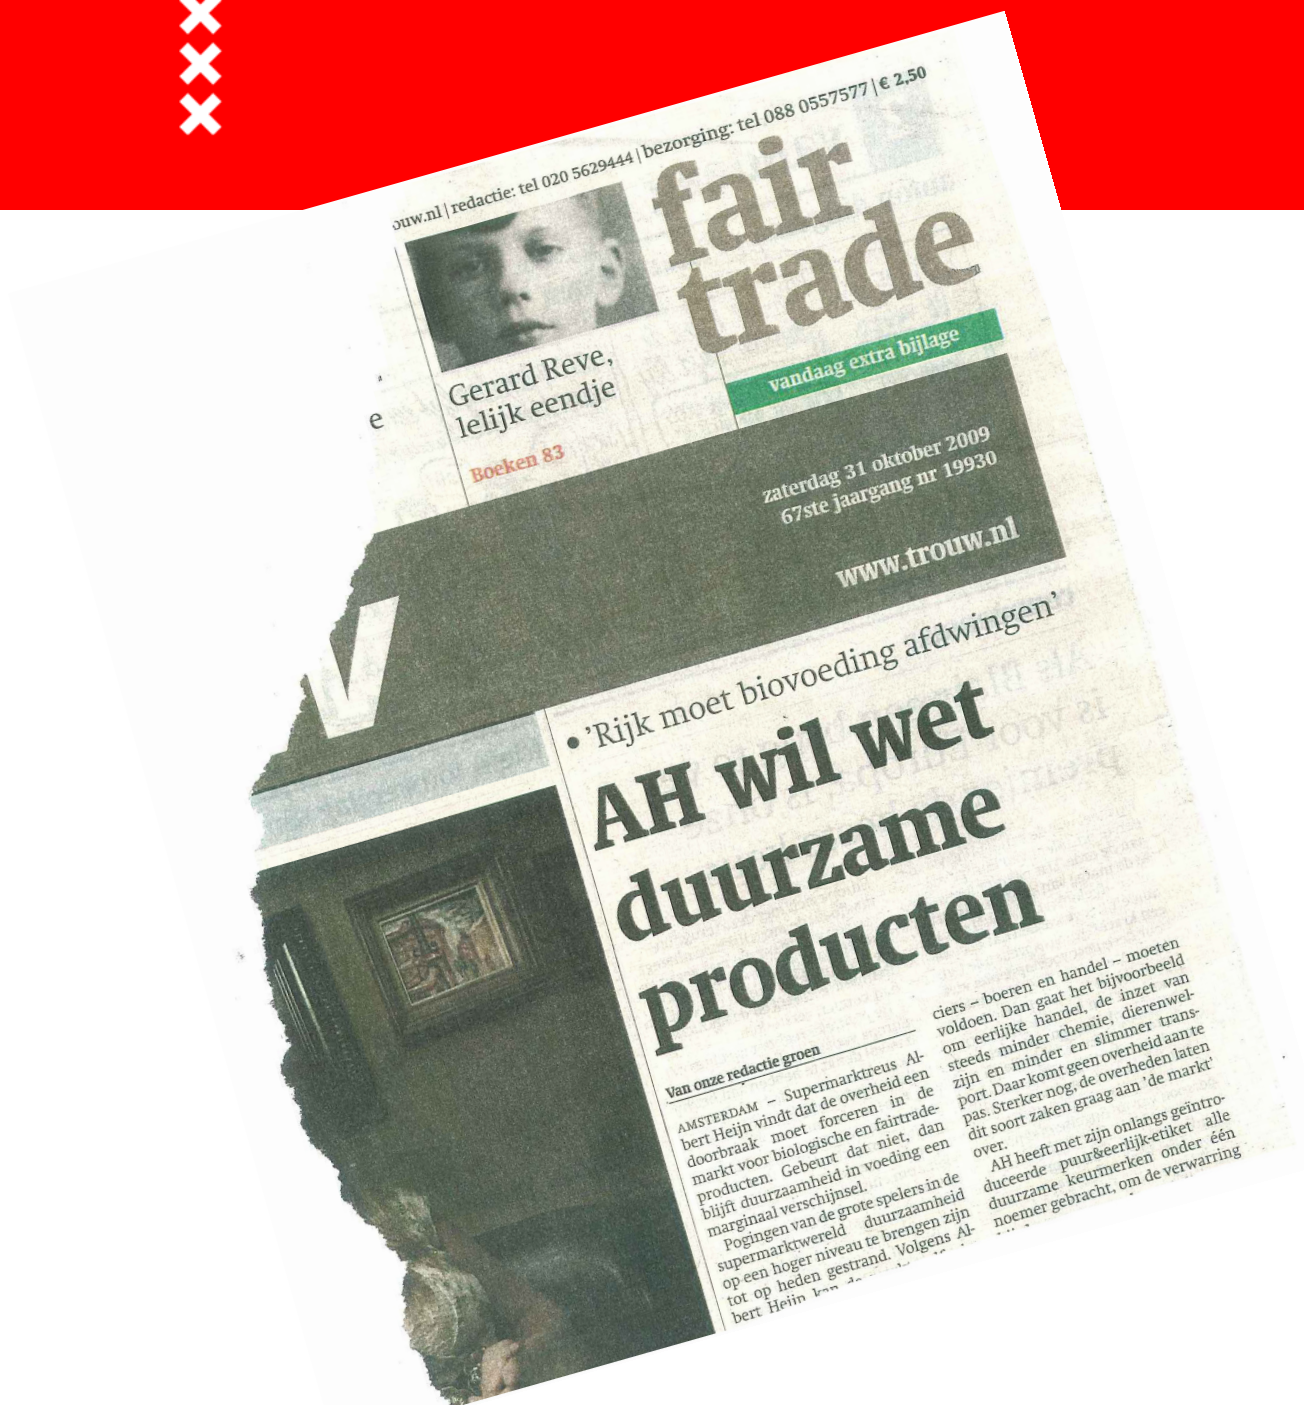 ouw.nl | redactie: tel 020 5629444 | bezorging: tel 088 0557577 | € 2,50
fair
trade
vandaag extra bijlage
Gerard Reve,
lelijk eendje
Boeken 83
e
zaterdag 31 oktober 2009
67ste jaargang nr 19930
www.trouw.nl
w
• ’Rijk moet biovoeding afdwingen’
AH wil wet
duurzame
producten
Van onze redactie groen
AMSTERDAM – Supermarktreus Al-
bert Heijn vindt dat de overheid een
doorbraak moet forceren in de
markt voor biologische en fairtrade-
producten. Gebeurt dat niet, dan
blijft duurzaamheid in voeding een
marginaal verschijnsel.
Pogingen van de grote spelers in de
supermarktwereld duurzaamheid
op een hoger niveau te brengen zijn
tot op heden gestrand. Volgens Al-
bert Heijn kan
ciers – boeren en handel – moeten
voldoen. Dan gaat het bijvoorbeeld
om eerlijke handel, de inzet van
steeds minder chemie, dierenwel-
zijn en minder en slimmer trans-
port. Daar komt geen overheid aan te
pas. Sterker nog, de overheden laten
dit soort zaken graag aan ’de markt’
over.
AH heeft met zijn onlangs geïntro-
duceerde puur&eerlijk-etiket alle
duurzame keurmerken onder één
noemer gebracht, om de verwarring